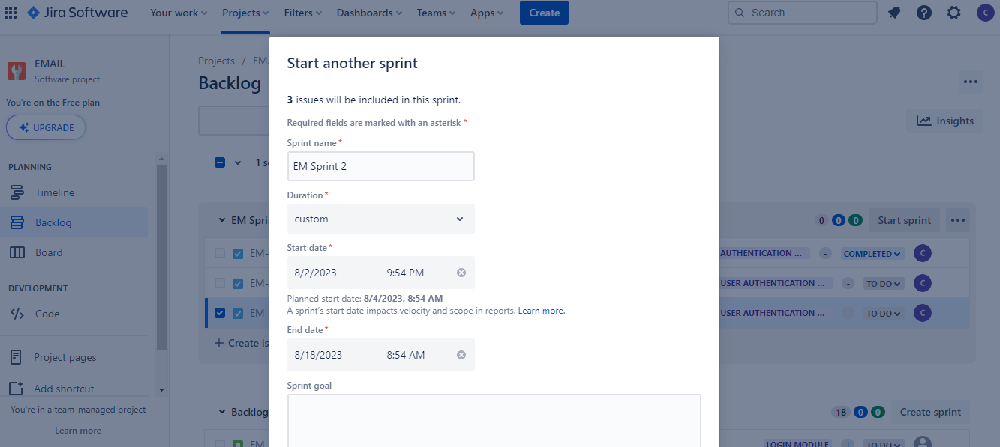 Jira Software Your work Projects Filters Dashboards Teams Apps Create Search C
EMAIL
Software project
You're on the Free plan
UPGRADE
PLANNING
Timeline
Backlog
Board
DEVELOPMENT
Code
Project pages
Add shortcut
You're in a team-managed project
Learn more
Projects /
Backlog
Insights
Start another sprint
3 issues will be included in this sprint.
Required fields are marked with an asterisk *
Sprint name *
EM Sprint 2
Duration *
custom
Start date *
8/2/2023 9:54 PM
Planned start date: 8/4/2023, 8:54 AM
A sprint's start date impacts velocity and scope in reports. Learn more.
End date *
8/18/2023 8:54 AM
Sprint goal
1
EM 0 0 0 Start sprint
EM- AUTHENTICATION ... - COMPLETED C
EM- USER AUTHENTICATION ... - TO DO C
EM- USER AUTHENTICATION ... - TO DO C
+ Create
Backlog 18 0 0 Create sprint
EM- LOGIN MODULE 1 TO DO